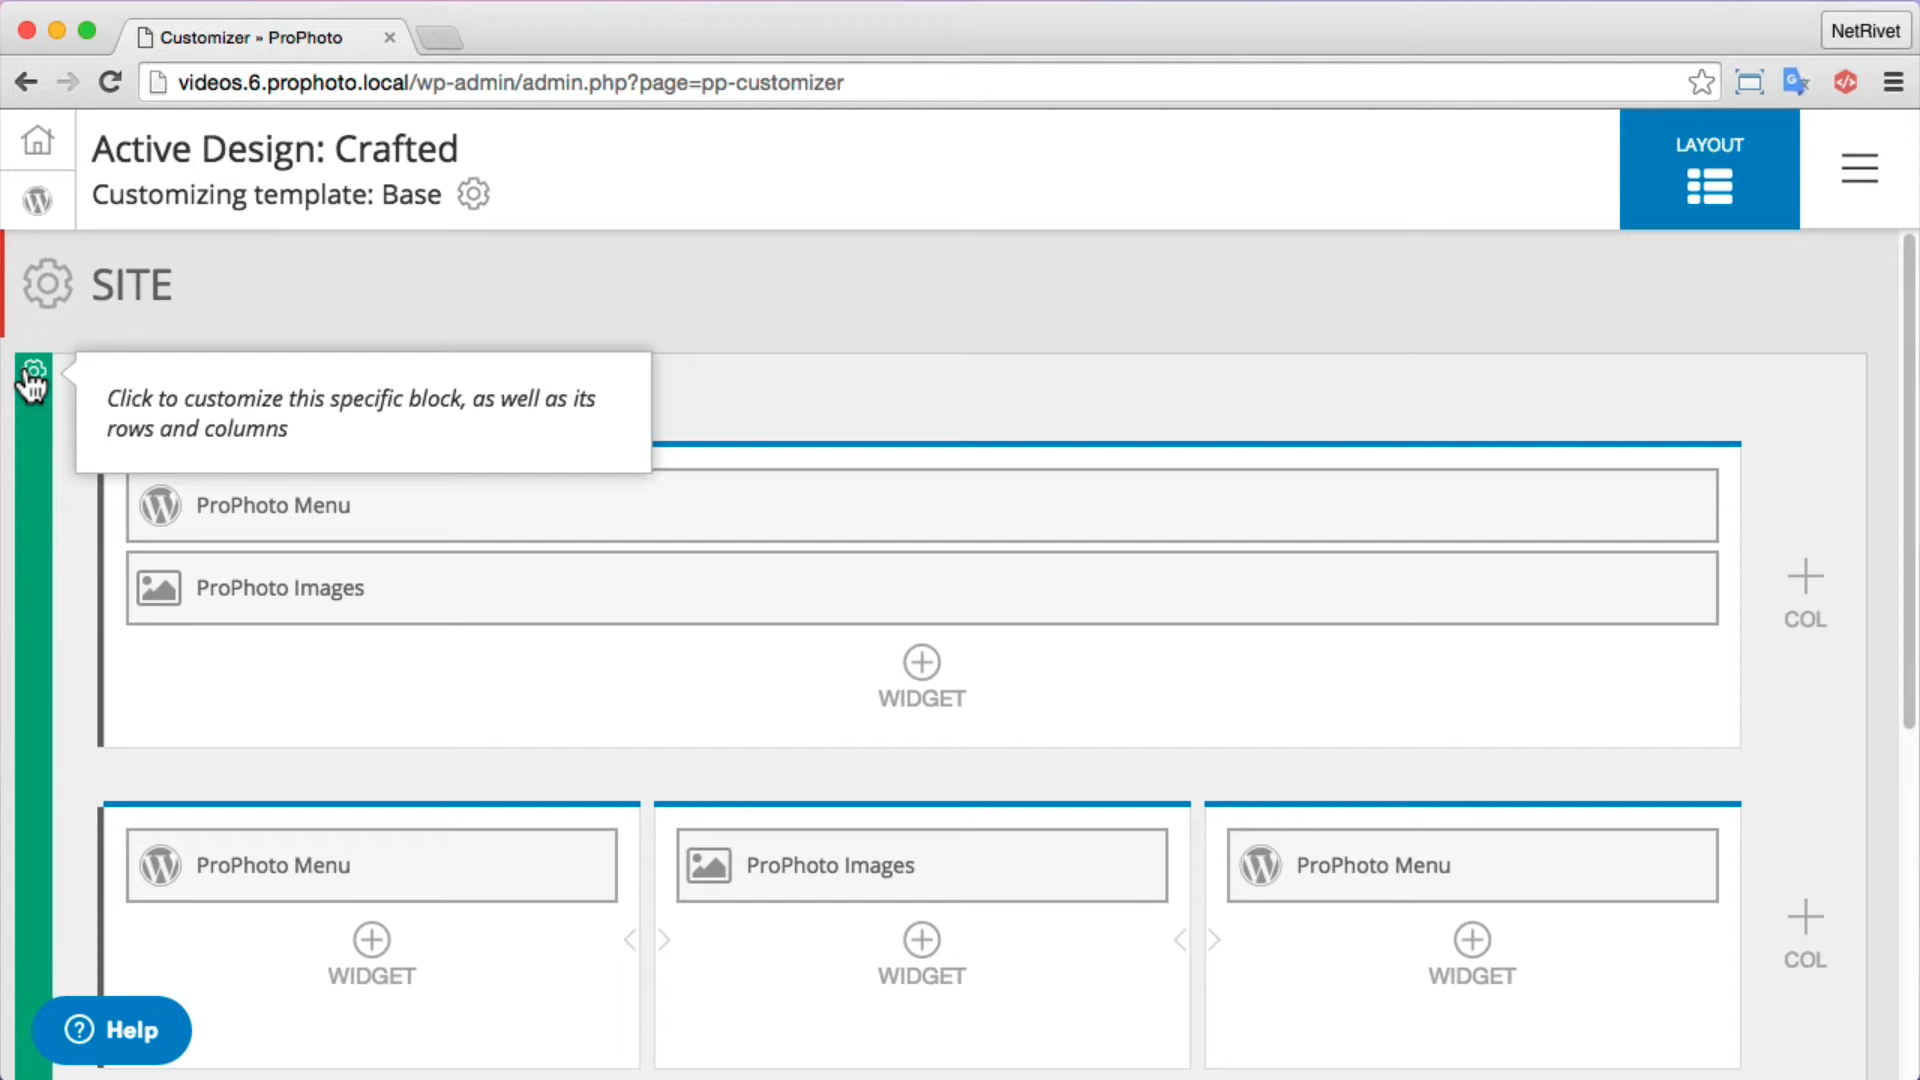 Customizer » ProPhoto
NetRivet
videos.6.prophoto.local/wp-admin/admin.php?page=pp-customizer
Active Design: Crafted
Customizing template: Base
LAYOUT
SITE
Click to customize this specific block, as well as its
rows and columns
ProPhoto Menu
ProPhoto Images
WIDGET
COL
ProPhoto Menu
ProPhoto Images
ProPhoto Menu
WIDGET
WIDGET
WIDGET
COL
Help